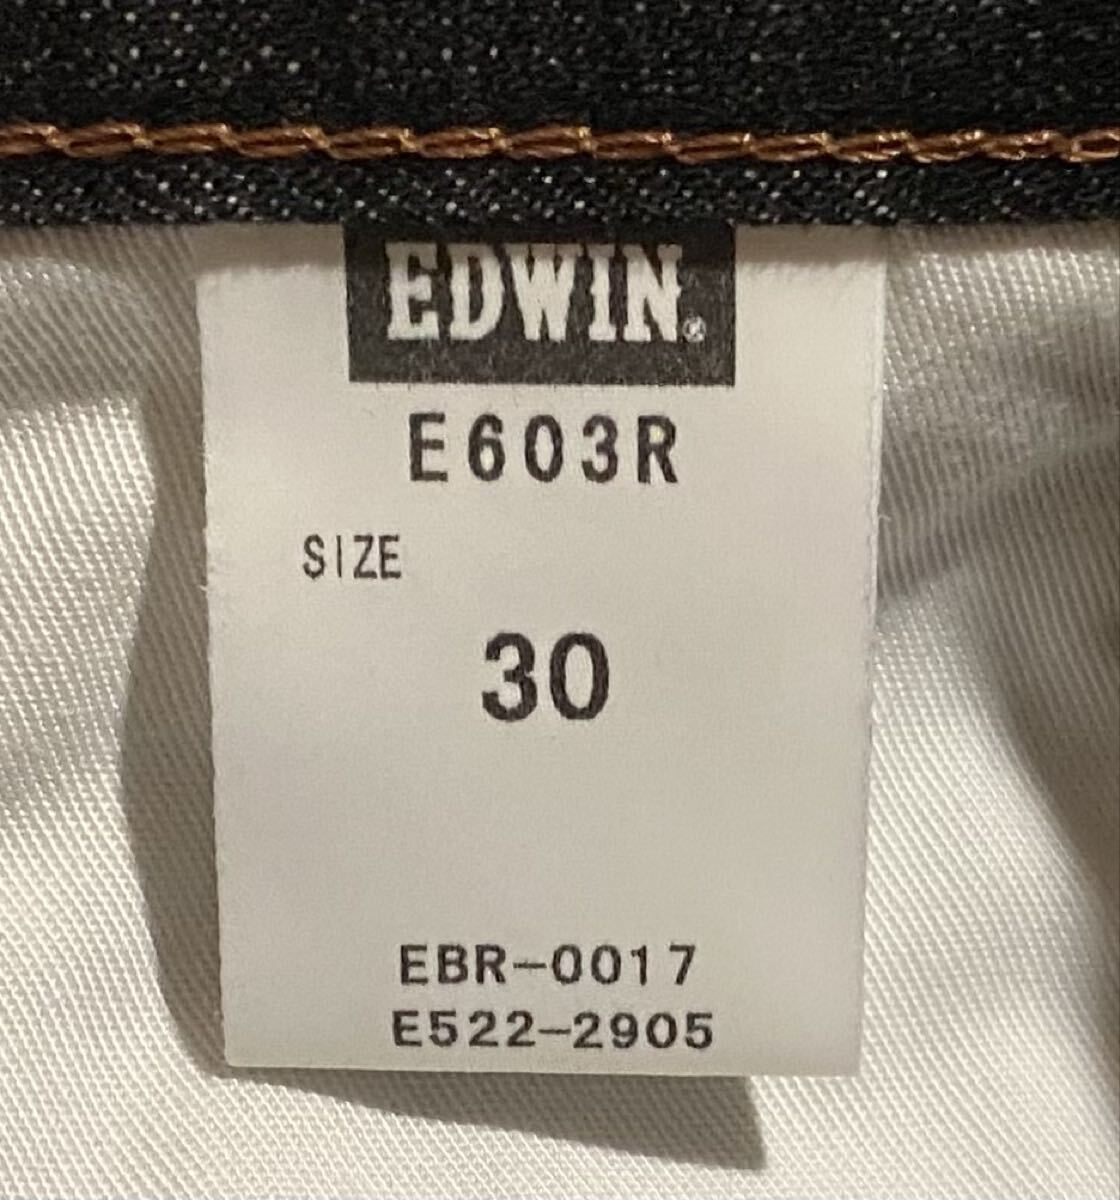 EDWIN®
E603R
SIZE
30
EBR-0017
E522-2905